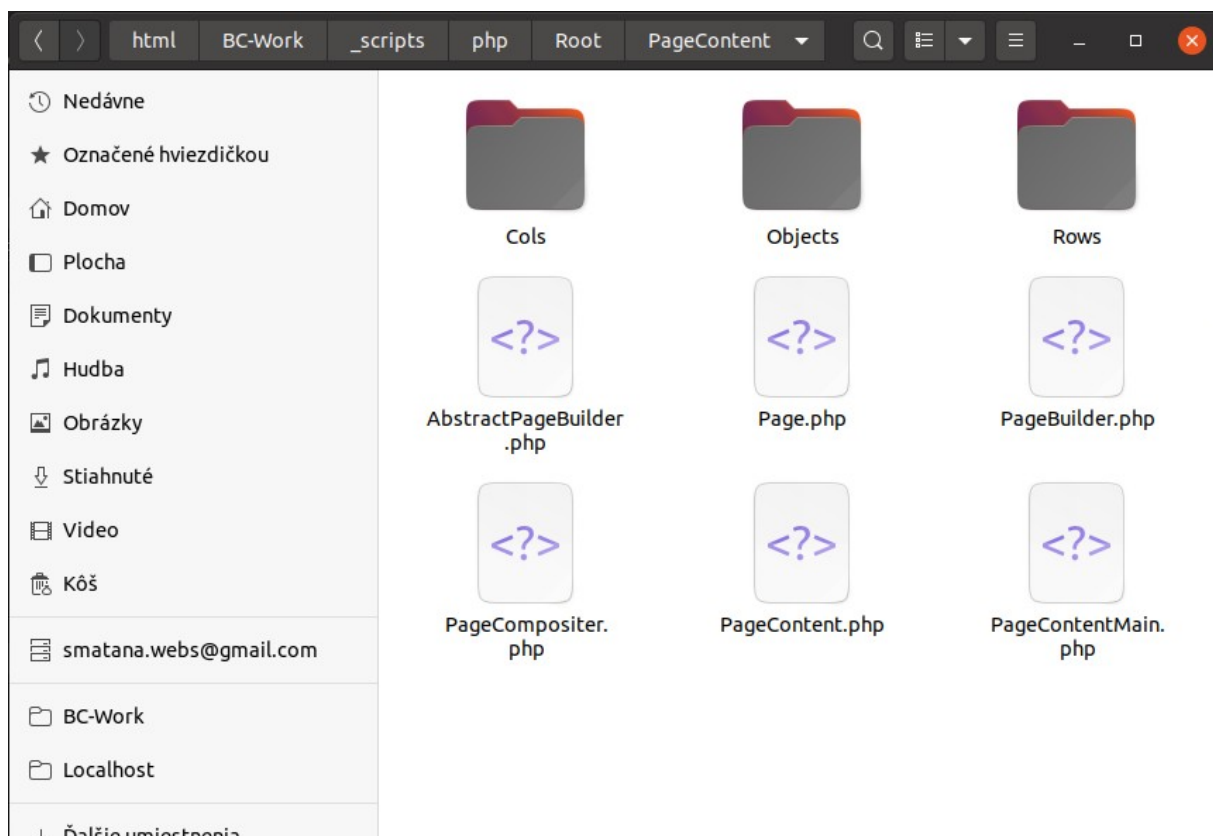 html BC-Work _scripts php Root PageContent
Nedávne
Označené hviezdičkou
Domov
Plocha
Dokumenty
Hudba
Obrázky
Stiahnuté
Video
Kôš
smatana.webs@gmail.com
BC-Work
Localhost
Ďalšie umiestnenia
Cols Objects Rows
<?> <?> <?>
AbstractPageBuilder Page.php PageBuilder.php
.php
<?> <?> <?>
PageCompositer. PageContent.php PageContentMain.
php php